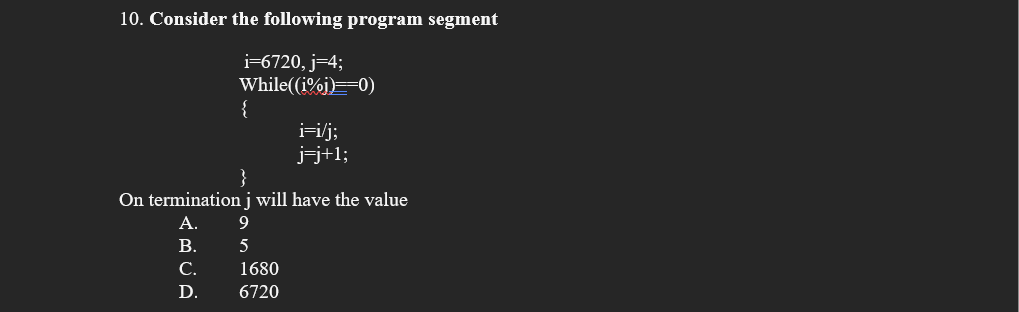 10. Consider the following program segment
i=6720, j=4;
While((i%j)==0)
{
i=i/j;
j=j+1;
}
On termination j will have the value
A. 9
B. 5
C. 1680
D. 6720